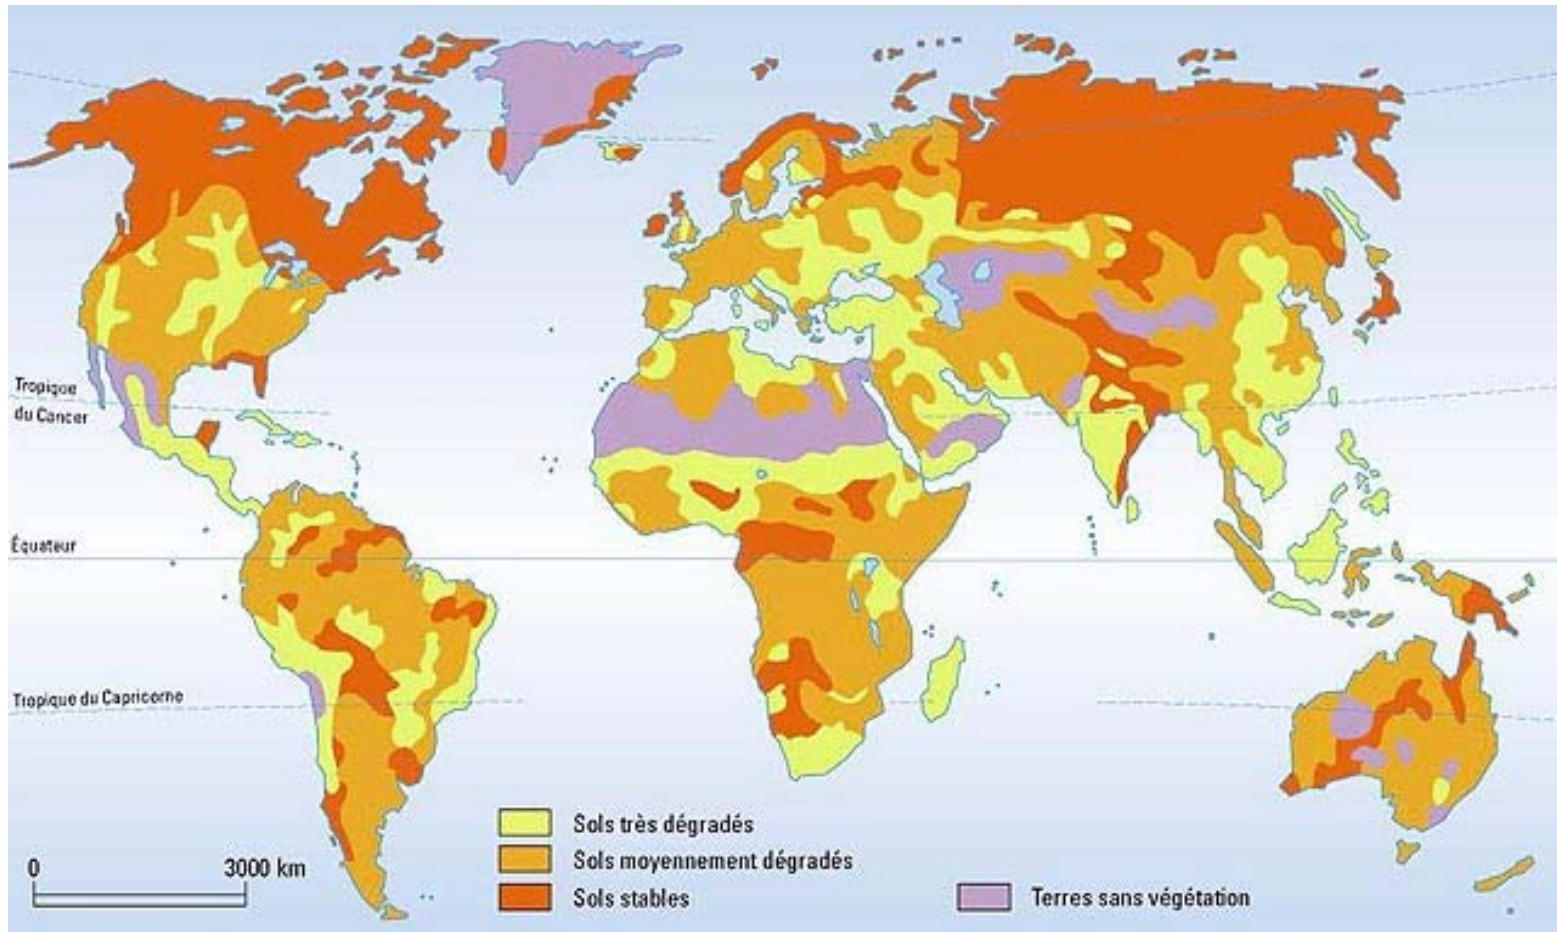 Tropique
du Cancer
Équateur
Tropique du Capricorne
0 3000 km
Sols très dégradés
Sols moyennement dégradés
Sols stables
Terres sans végétation